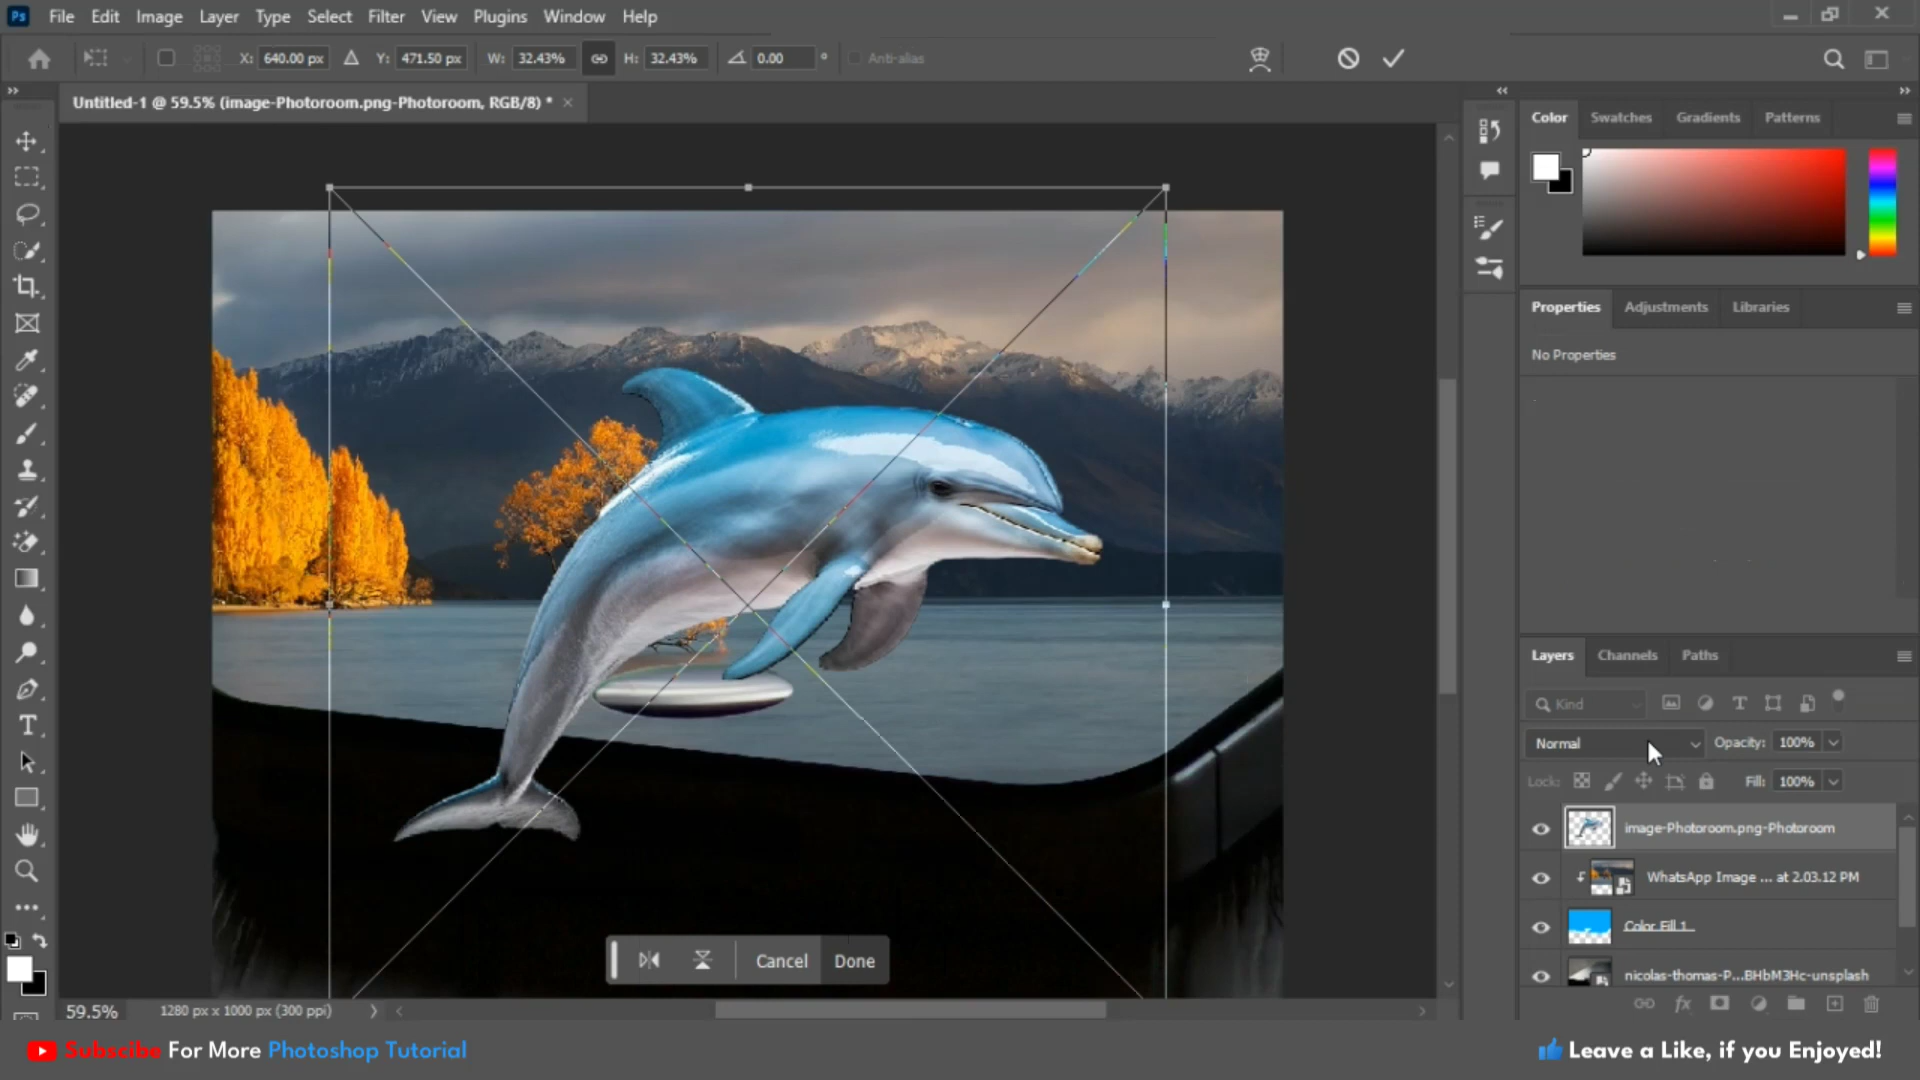 Ps File Edit Image Layer Type Select Filter View Plugins Window Help
X: 640.00 px Y: 471.50 px W: 32.43% H: 32.43% 0.00 ° Anti-alias
Untitled-1 @ 59.5% (image-Photoroom.png-Photoroom, RGB/8) *
Color Swatches Gradients Patterns
Properties Adjustments Libraries
No Properties
Layers Channels Paths
Kind
Normal Opacity: 100%
Lock: Fill: 100%
image-Photoroom.png-Photoroom
WhatsApp Image ... at 2.03.12 PM
Color Fill 1
nicolas-thomas-P...BHbM3Hc-unsplash
Cancel Done
59.5% 1280 px x 1000 px (300 ppi)
Subscibe For More Photoshop Tutorial
Leave a Like, if you Enjoyed!